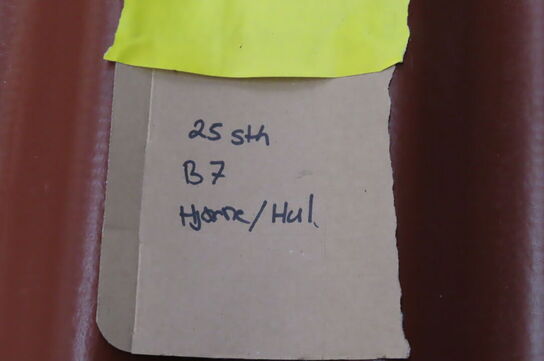 25 stk
B7
Hjørne/Hul.